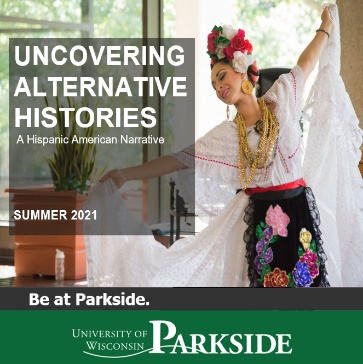 UNCOVERING
ALTERNATIVE
HISTORIES
A Hispanic American Narrative
SUMMER 2021
Be at Parkside.
UNIVERSITY OF
WISCONSIN
PARKSIDE